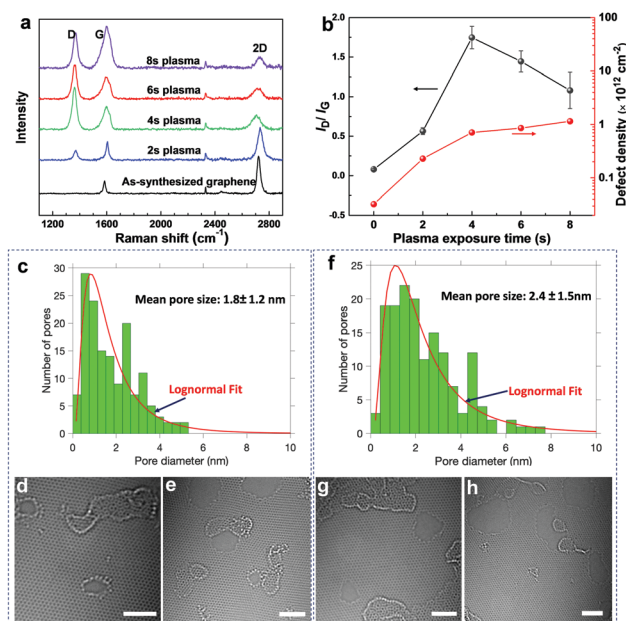 a
D
G
2D
8s plasma
6s plasma
4s plasma
2s plasma
As-synthesized graphene
Intensity
1200 1600 2000 2400 2800
Raman shift (cm⁻¹)
b
2.0
1.5
1.0
0.5
0.0
-0.5
I_D/ I_G
100
10
1
0.1
Defect density (× 10¹² cm⁻²)
0 2 4 6 8
Plasma exposure time (s)
c
30
25
20
15
10
5
0
Number of pores
Mean pore size: 1.8± 1.2 nm
Lognormal Fit
0 2 4 6 8 10
Pore diameter (nm)
f
30
25
20
15
10
5
0
Number of pores
Mean pore size: 2.4 ± 1.5nm
Lognormal Fit
0 2 4 6 8 10
Pore diameter (nm)
d
e
g
h